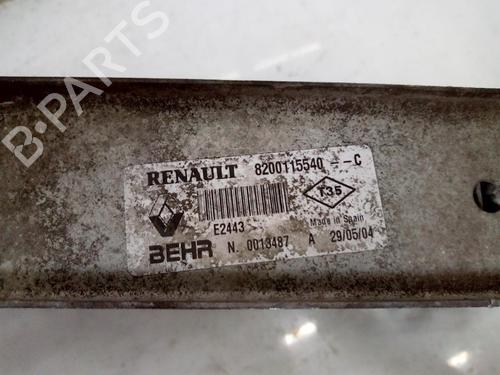 B-PARTS
RENAULT 8200115540--C
T35
E2443 Made in Spain
BEHR N. 0013487 A 29/05/04